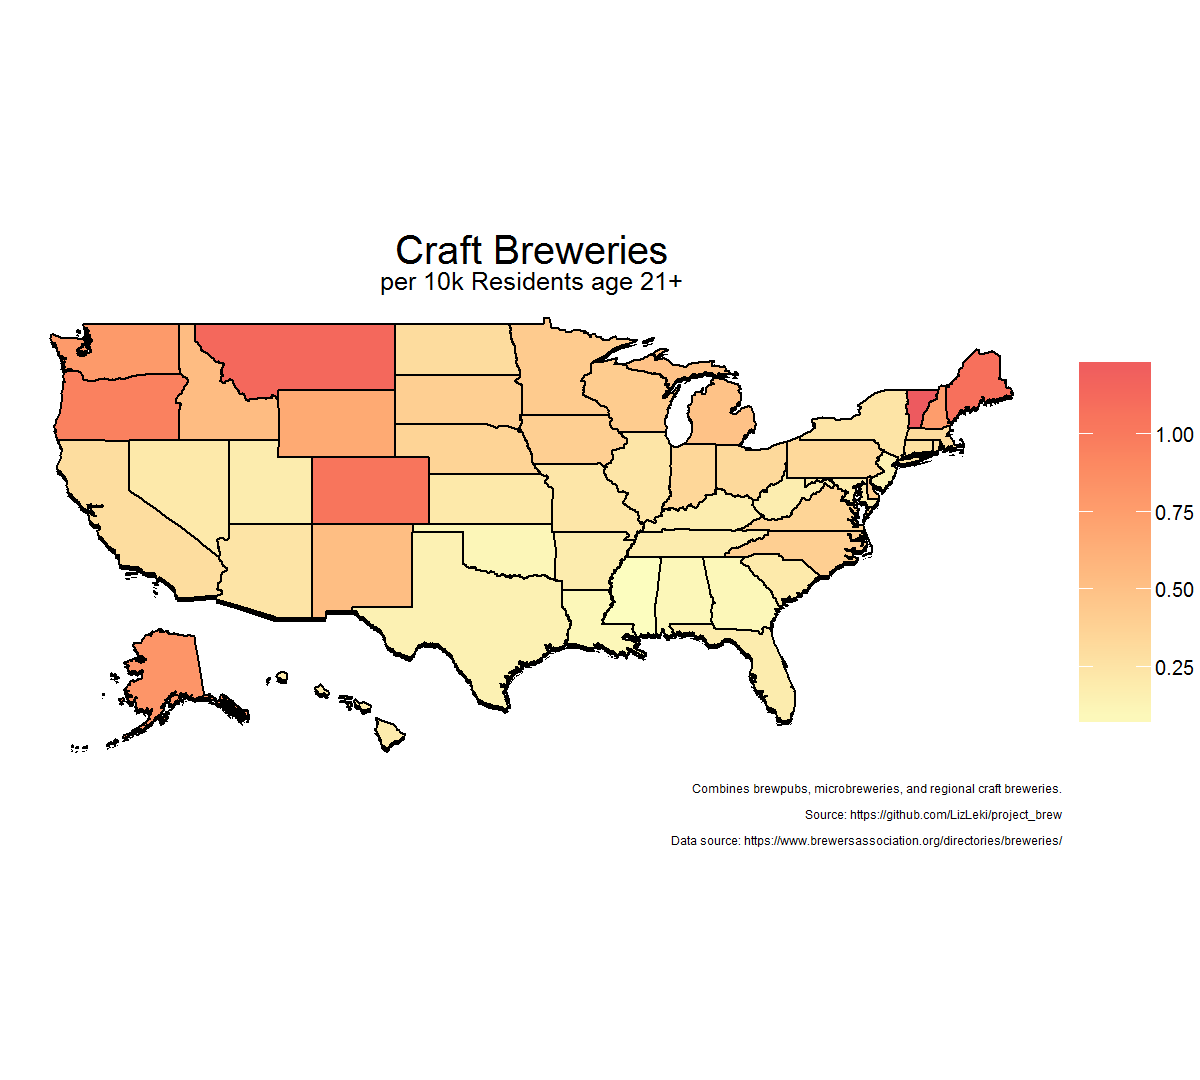 Craft Breweries
per 10k Residents age 21+
1.00
0.75
0.50
0.25
Combines brewpubs, microbreweries, and regional craft breweries.
Source: https://github.com/LizLeki/project_brew
Data source: https://www.brewersassociation.org/directories/breweries/